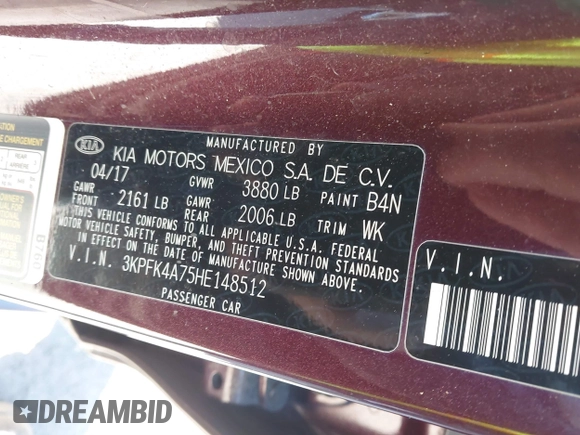 MANUFACTURED BY
KIA KIA MOTORS MEXICO S.A. DE C.V.
04/17 GVWR 3880 LB PAINT B4N
GAWR FRONT 2161 LB GAWR REAR 2006 LB TRIM WK
THIS VEHICLE CONFORMS TO ALL APPLICABLE U.S.A. FEDERAL
MOTOR VEHICLE SAFETY, BUMPER, AND THEFT PREVENTION STANDARDS
IN EFFECT ON THE DATE OF MANUFACTURE SHOWN ABOVE.
V.I.N. 3KPFK4A75HE148512
PASSENGER CAR
V.I.N.
DREAMBID